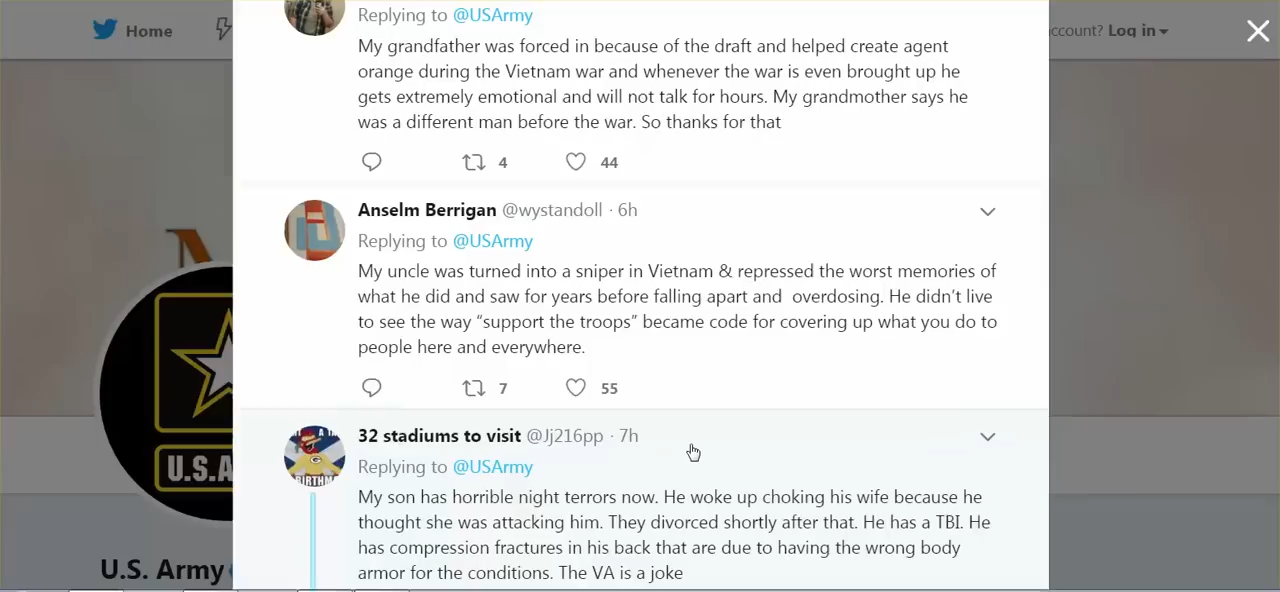 Home
ccount? Log in
Replying to @USArmy
My grandfather was forced in because of the draft and helped create agent
orange during the Vietnam war and whenever the war is even brought up he
gets extremely emotional and will not talk for hours. My grandmother says he
was a different man before the war. So thanks for that
4 44
Anselm Berrigan @wystandoll · 6h
Replying to @USArmy
My uncle was turned into a sniper in Vietnam & repressed the worst memories of
what he did and saw for years before falling apart and overdosing. He didn’t live
to see the way “support the troops” became code for covering up what you do to
people here and everywhere.
7 55
32 stadiums to visit @Jj216pp · 7h
Replying to @USArmy
My son has horrible night terrors now. He woke up choking his wife because he
thought she was attacking him. They divorced shortly after that. He has a TBI. He
has compression fractures in his back that are due to having the wrong body
armor for the conditions. The VA is a joke
U.S.A
U.S. Army